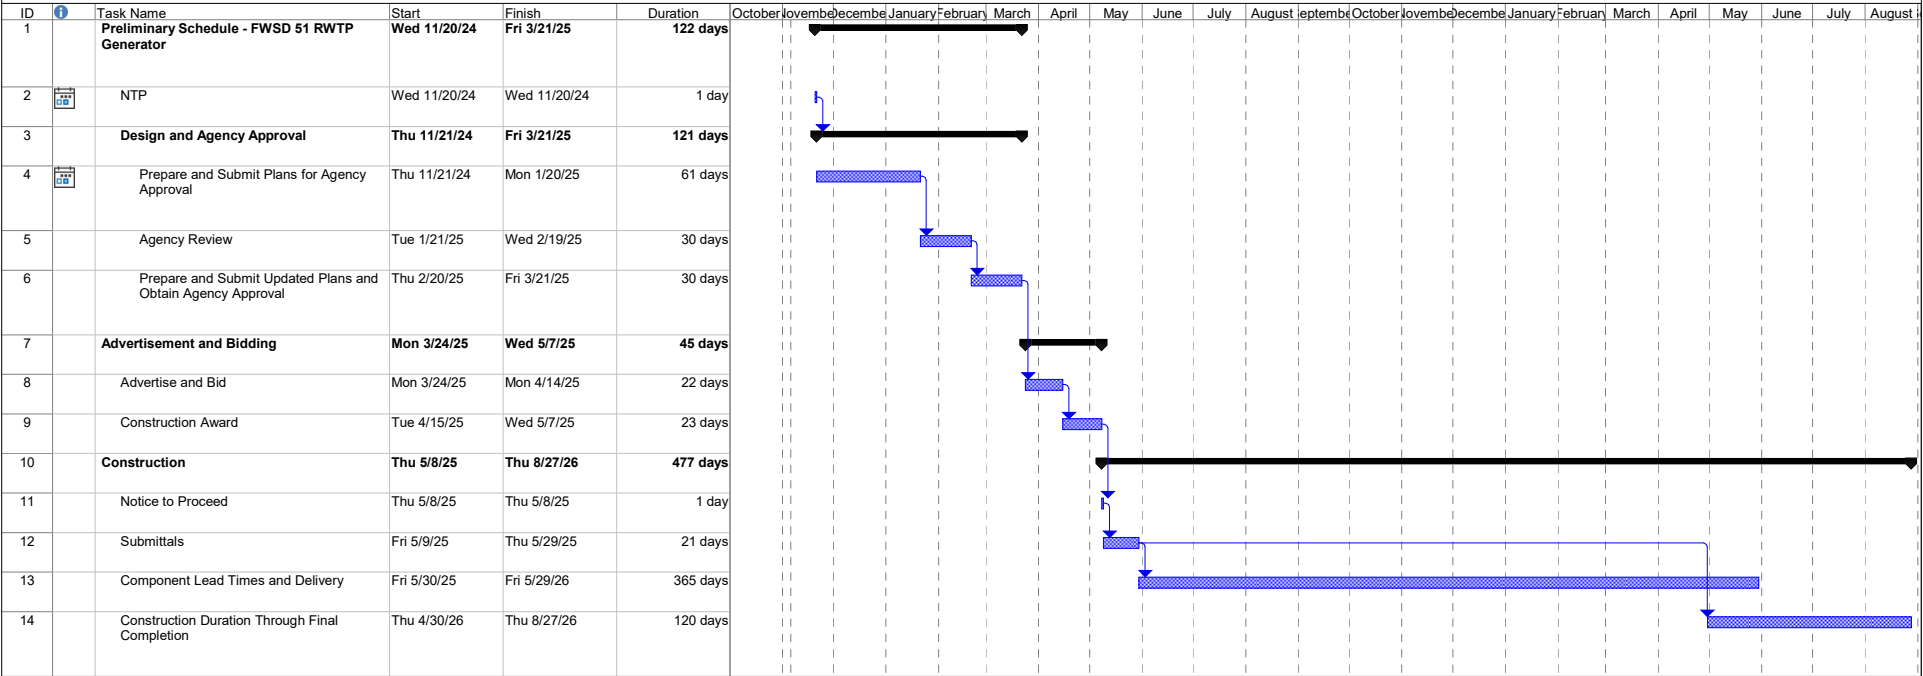 ID Task Name Start Finish Duration October November December January February March April May June July August September October November December January February March April May June July August
1 Preliminary Schedule - FWSD 51 RWTP Wed 11/20/24 Fri 3/21/25 122 days
Generator
2 NTP Wed 11/20/24 Wed 11/20/24 1 day
3 Design and Agency Approval Thu 11/21/24 Fri 3/21/25 121 days
4 Prepare and Submit Plans for Agency Thu 11/21/24 Mon 1/20/25 61 days
Approval
5 Agency Review Tue 1/21/25 Wed 2/19/25 30 days
6 Prepare and Submit Updated Plans and Thu 2/20/25 Fri 3/21/25 30 days
Obtain Agency Approval
7 Advertisement and Bidding Mon 3/24/25 Wed 5/7/25 45 days
8 Advertise and Bid Mon 3/24/25 Mon 4/14/25 22 days
9 Construction Award Tue 4/15/25 Wed 5/7/25 23 days
10 Construction Thu 5/8/25 Thu 8/27/26 477 days
11 Notice to Proceed Thu 5/8/25 Thu 5/8/25 1 day
12 Submittals Fri 5/9/25 Thu 5/29/25 21 days
13 Component Lead Times and Delivery Fri 5/30/25 Fri 5/29/26 365 days
14 Construction Duration Through Final Thu 4/30/26 Thu 8/27/26 120 days
Completion